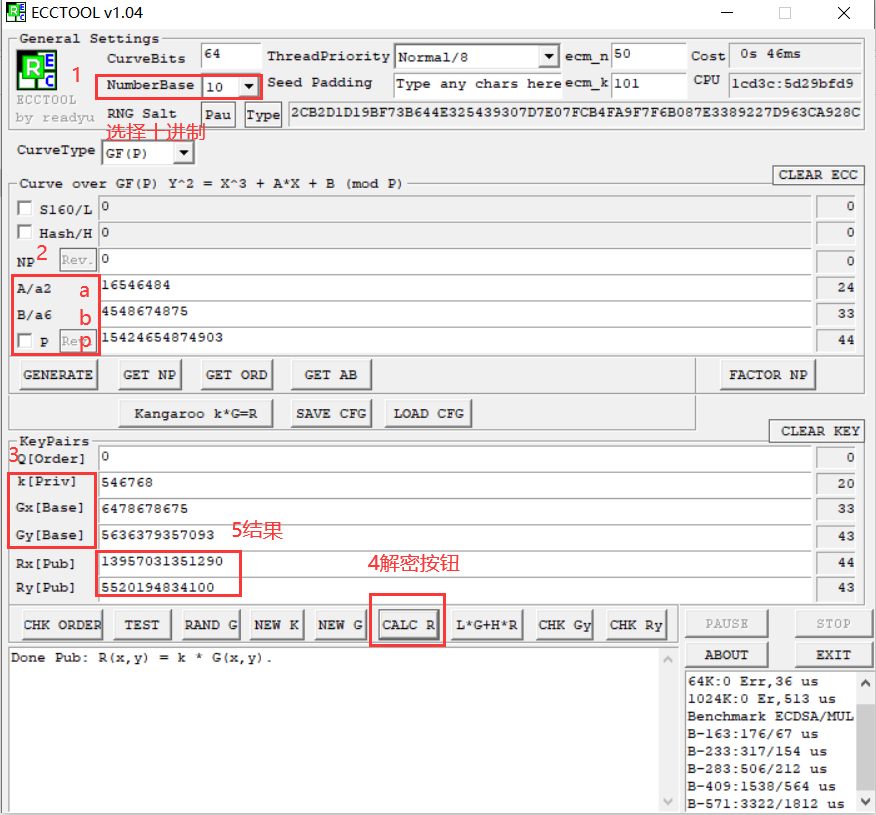 ECCTOOL v1.04
General Settings
ECCTOOL
by readyu
1
CurveBits 64 ThreadPriority Normal/8 ecm_n 50 Cost 0s 46ms
NumberBase 10 Seed Padding Type any chars here ecm_k 101 CPU 1cd3c:5d29bfd9
RNG Salt Pau Type 2CB2D1D19BF73B644E325439307D7E07FCB4FA9F7F6B087E3389227D963CA928C
选择十进制
CurveType GF(P)
CLEAR ECC
Curve over GF(P) Y^2 = X^3 + A*X + B (mod P)
S160/L 0 0
Hash/H 0 0
NP 2 Rev. 0 0
A/a2 a 16546484 24
B/a6 b 4548674875 33
p Rev. p 15424654874903 44
GENERATE GET NP GET ORD GET AB FACTOR NP
Kangaroo k*G=R SAVE CFG LOAD CFG
CLEAR KEY
KeyPairs
3
Q[Order] 0 0
k[Priv] 546768 20
Gx[Base] 6478678675 33
Gy[Base] 5636379357093 43
5结果
Rx[Pub] 13957031351290 44
Ry[Pub] 5520194834100 43
4解密按钮
CHK ORDER TEST RAND G NEW K NEW G CALC R L*G+H*R CHK Gy CHK Ry PAUSE STOP
ABOUT EXIT
Done Pub: R(x,y) = k * G(x,y).
64K:0 Err,36 us
1024K:0 Er,513 us
Benchmark ECDSA/MUL
B-163:176/67 us
B-233:317/154 us
B-283:506/212 us
B-409:1538/564 us
B-571:3322/1812 us